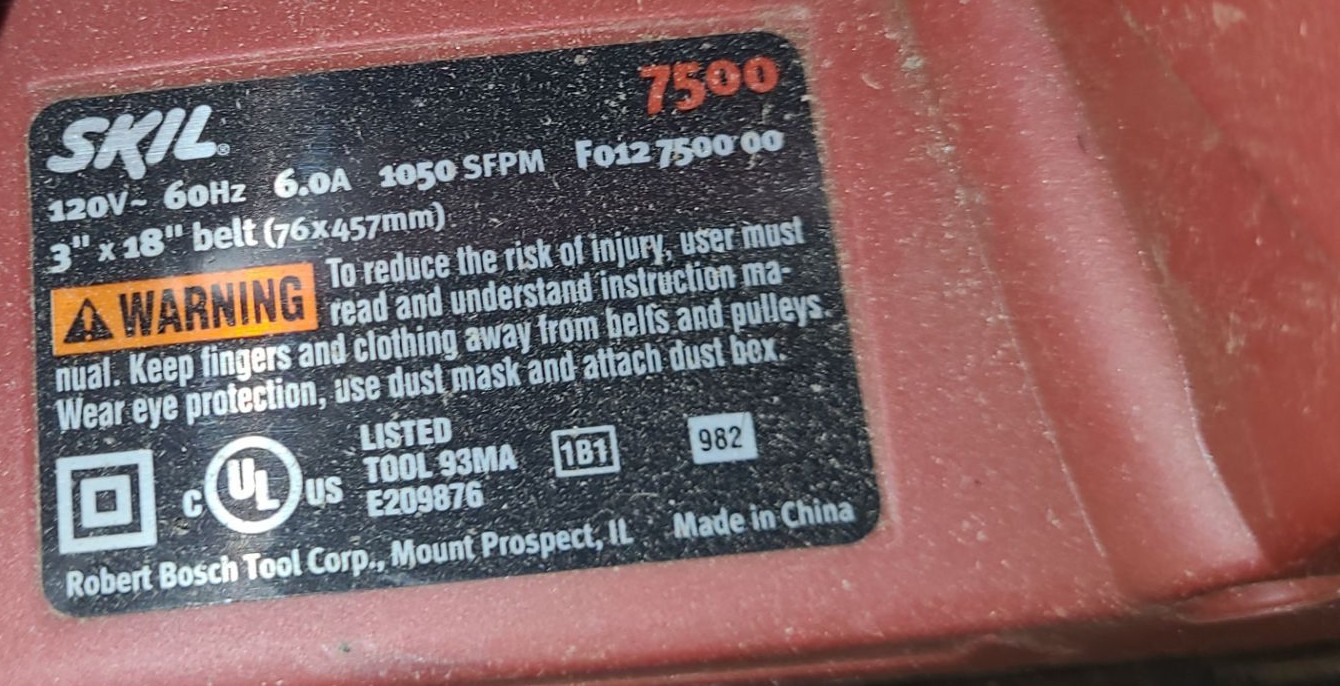 7500
SKIL®
120V~ 60Hz 6.0A 1050 SFPM F012 7500 00
3" x 18" belt (76x457mm)
⚠ WARNING To reduce the risk of injury, user must
read and understand instruction ma-
nual. Keep fingers and clothing away from belts and pulleys.
Wear eye protection, use dust mask and attach dust box.
LISTED
TOOL 93MA 1B1 982
C UL US E209876
Robert Bosch Tool Corp., Mount Prospect, IL Made in China